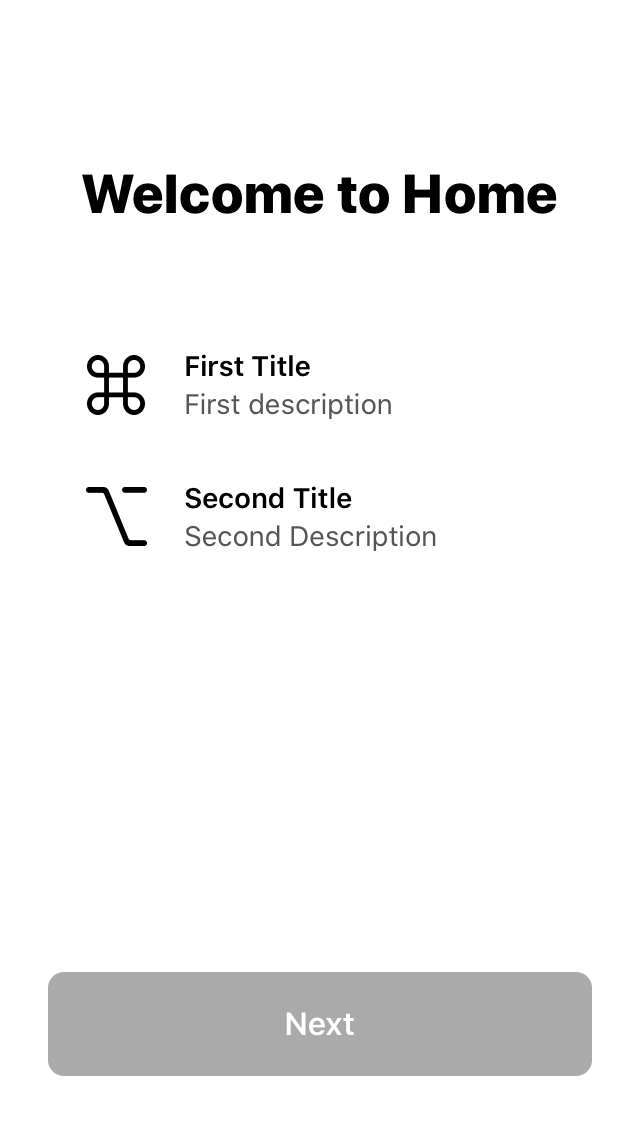 Welcome to Home
First Title
First description
Second Title
Second Description
Next